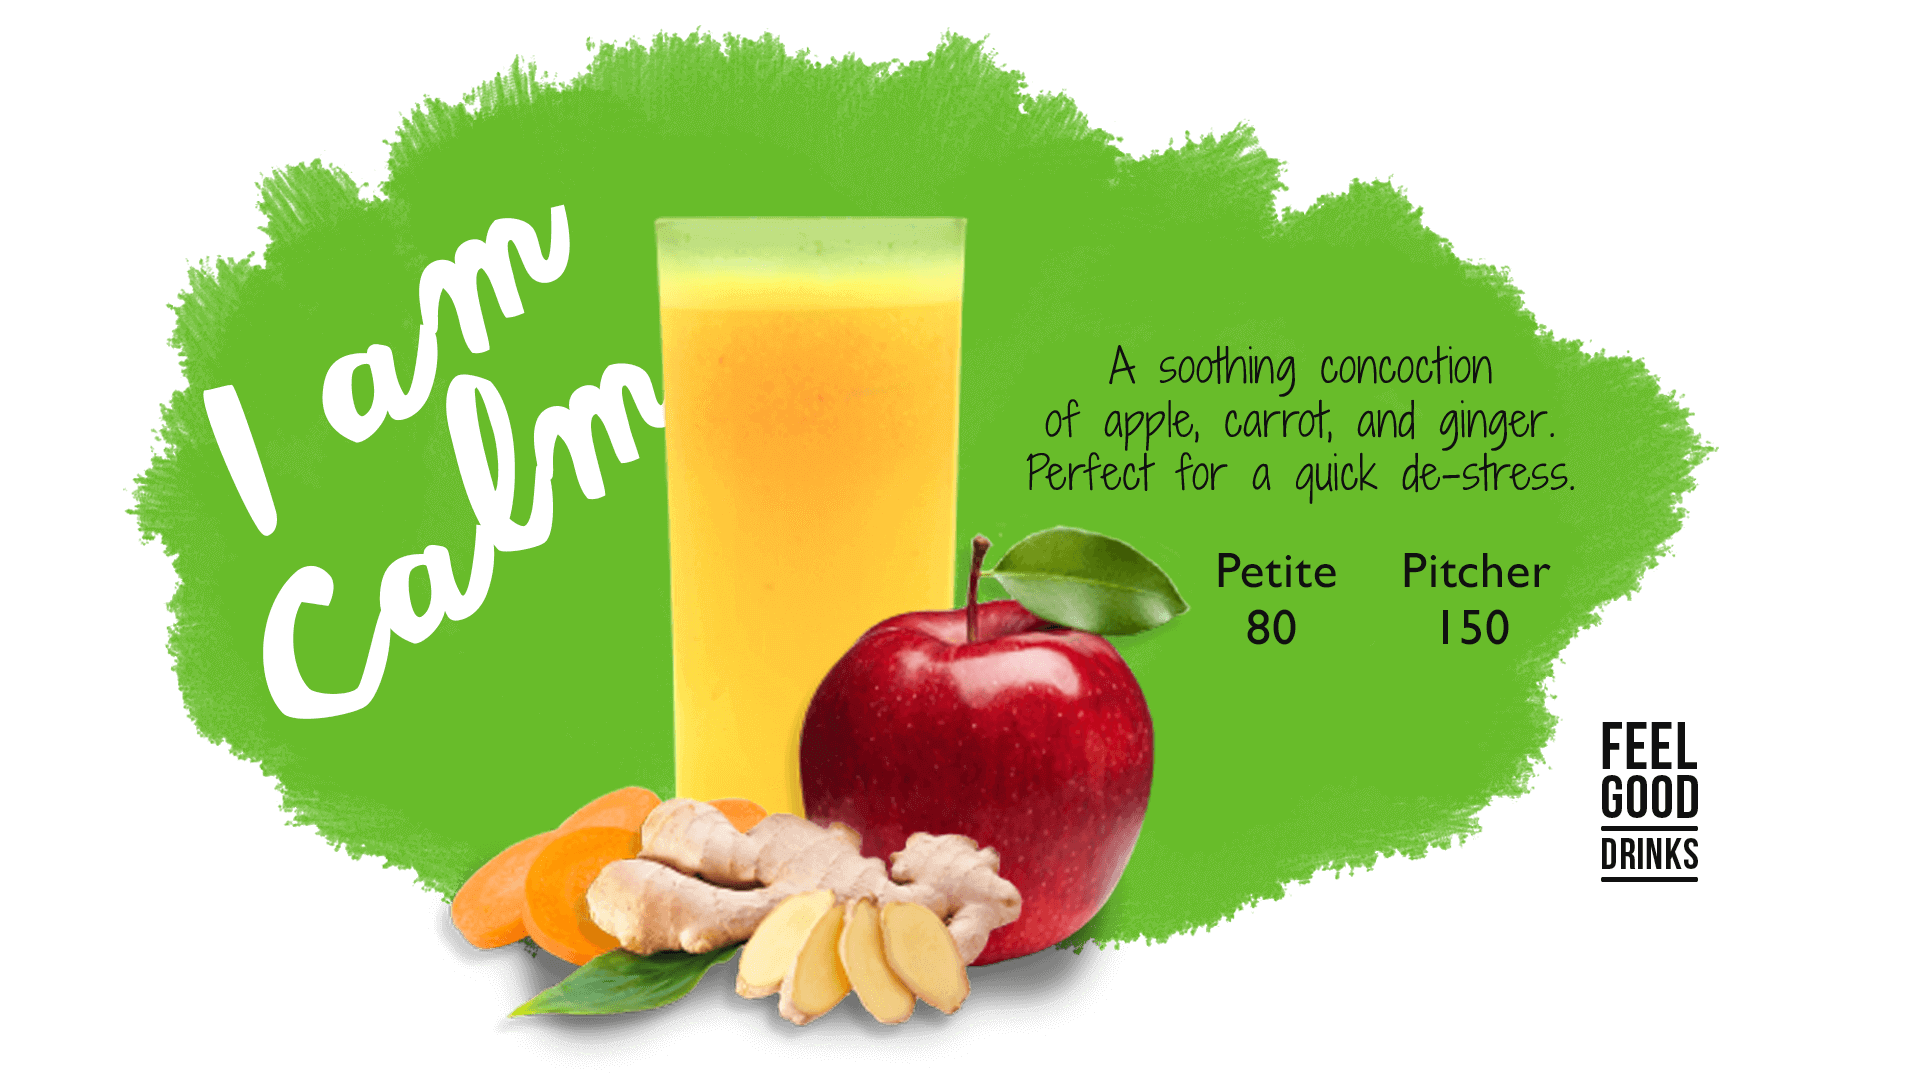 I am
Calm
A soothing concoction
of apple, carrot, and ginger.
Perfect for a quick de-stress.
Petite Pitcher
80 150
FEEL
GOOD
DRINKS